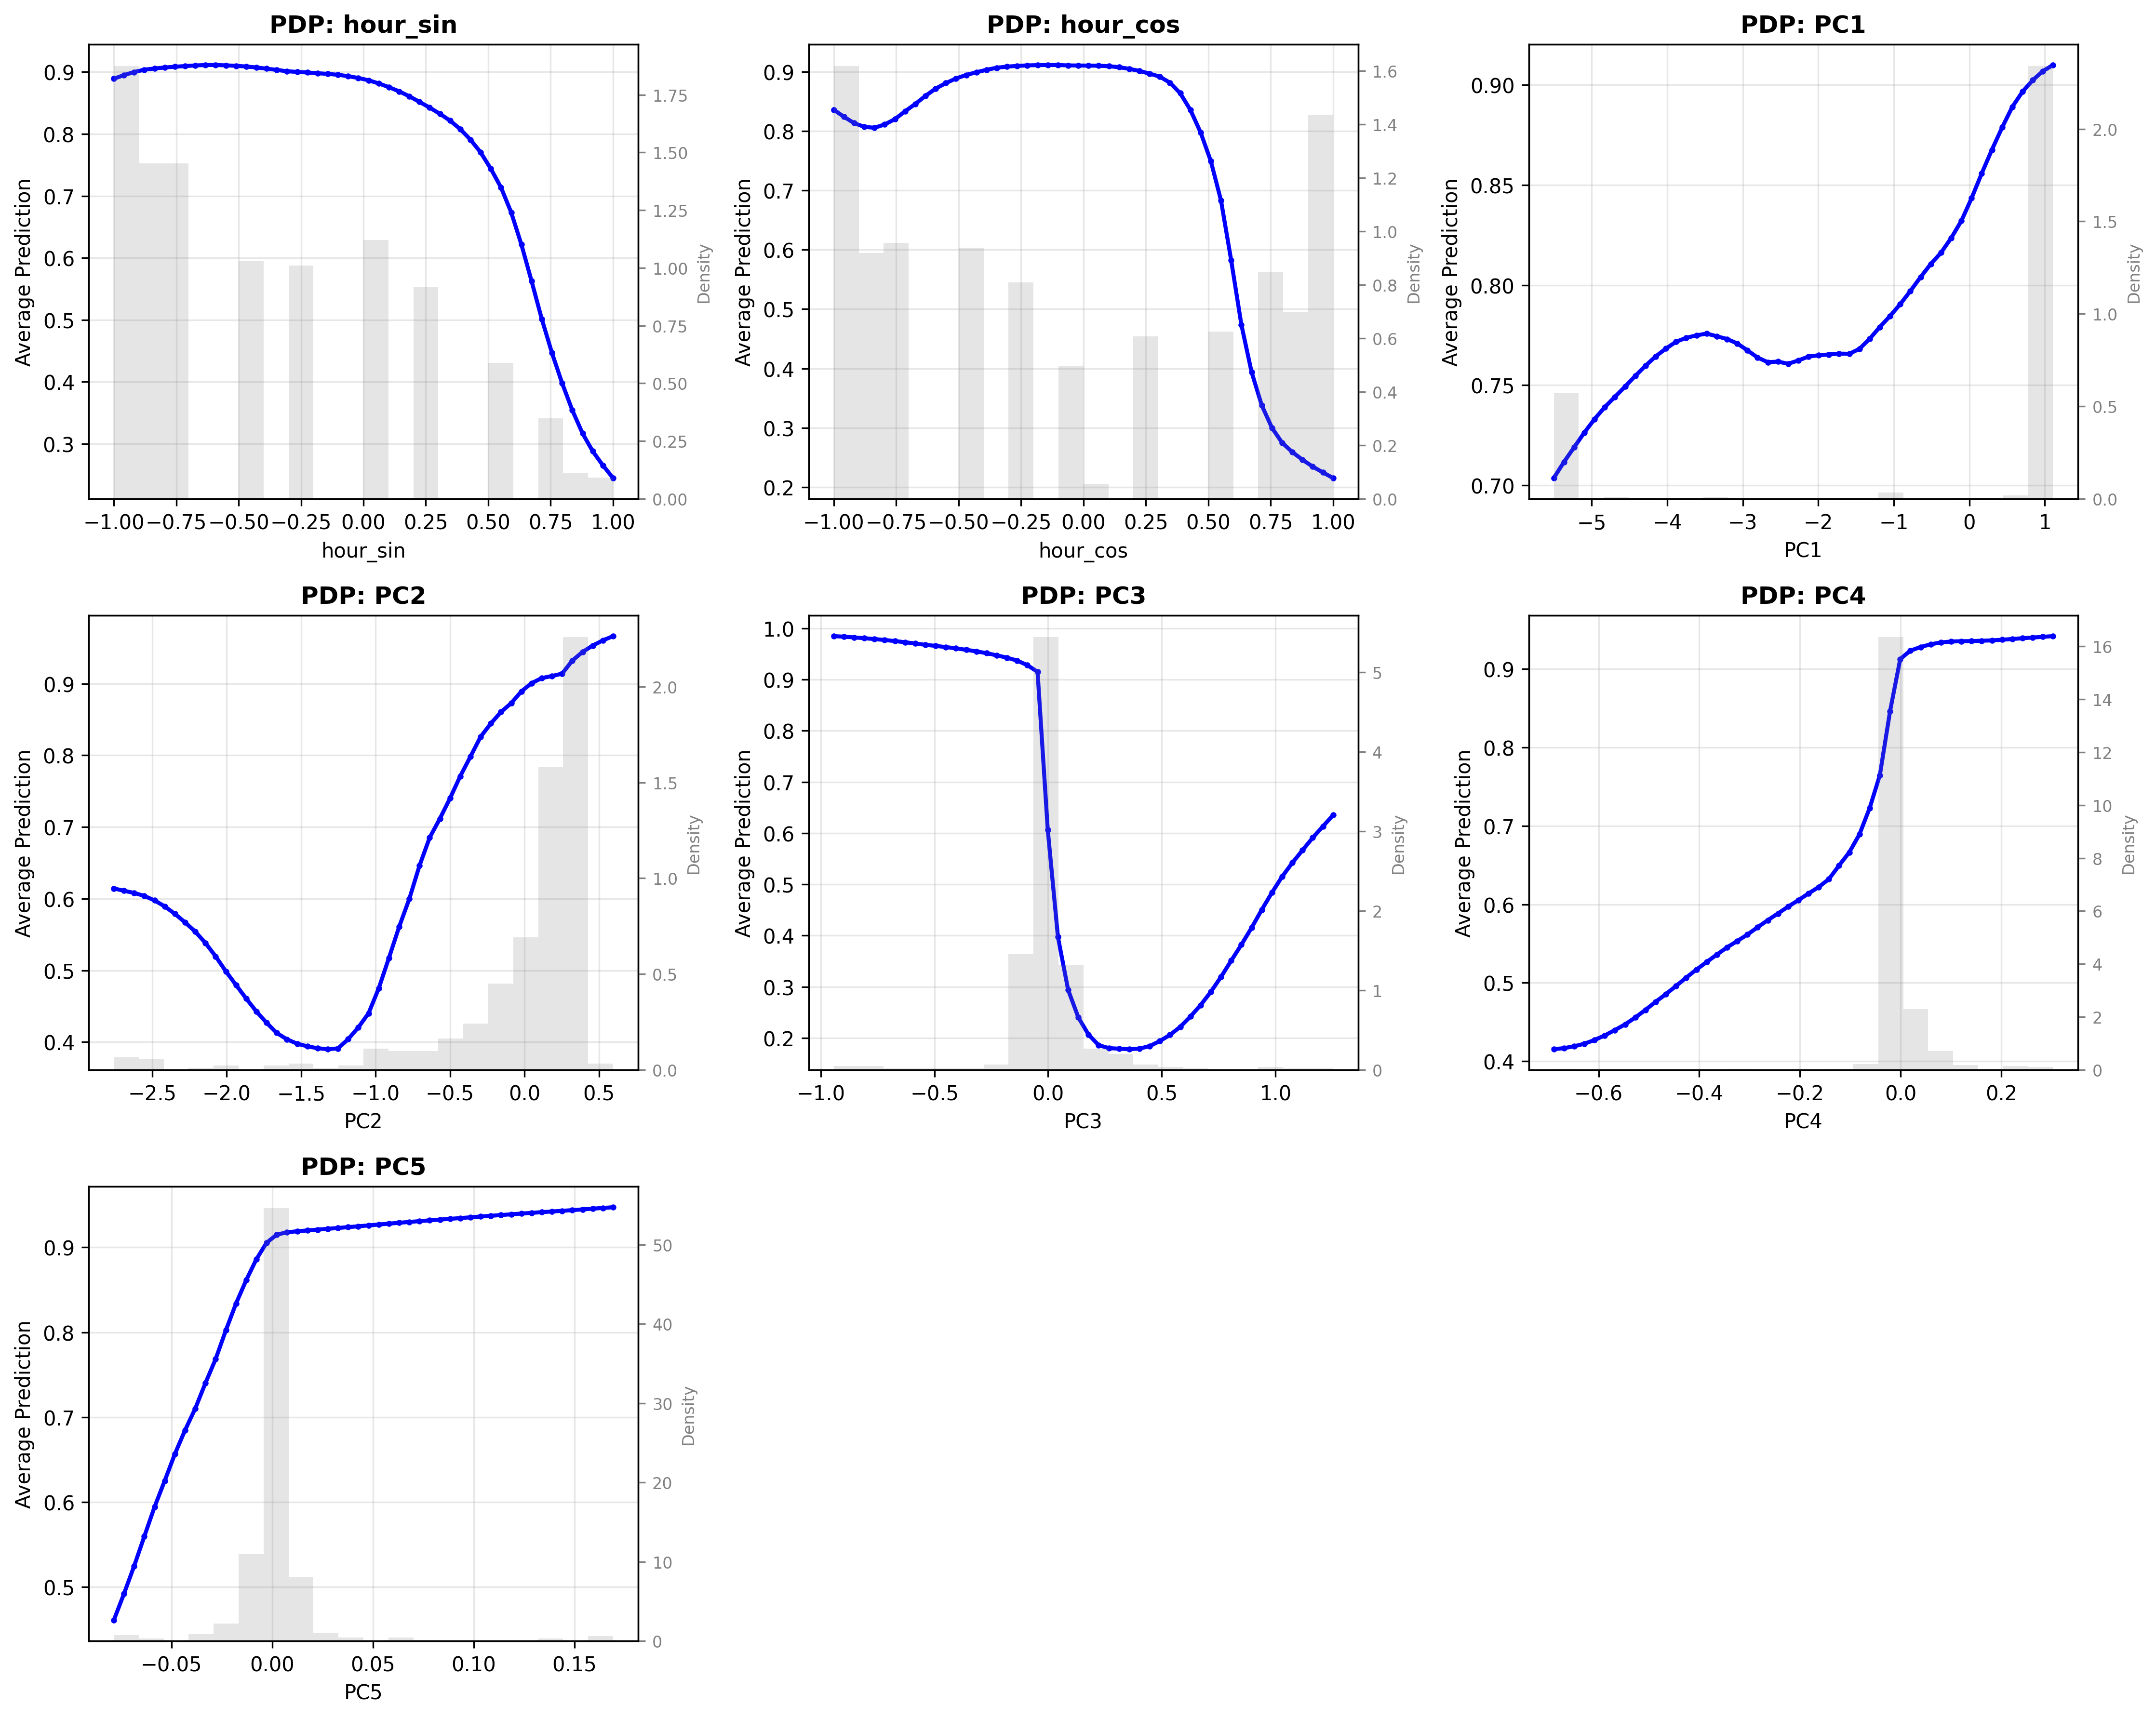 PDP: hour_sin
Average Prediction
0.9
0.8
0.7
0.6
0.5
0.4
0.3
1.75
1.50
1.25
1.00
0.75
0.50
0.25
0.00
Density
−1.00 −0.75 −0.50 −0.25 0.00 0.25 0.50 0.75 1.00
hour_sin
PDP: hour_cos
Average Prediction
0.9
0.8
0.7
0.6
0.5
0.4
0.3
0.2
1.6
1.4
1.2
1.0
0.8
0.6
0.4
0.2
0.0
Density
−1.00 −0.75 −0.50 −0.25 0.00 0.25 0.50 0.75 1.00
hour_cos
PDP: PC1
Average Prediction
0.90
0.85
0.80
0.75
0.70
2.0
1.5
1.0
0.5
0.0
Density
−5 −4 −3 −2 −1 0 1
PC1
PDP: PC2
Average Prediction
0.9
0.8
0.7
0.6
0.5
0.4
2.0
1.5
1.0
0.5
0.0
Density
−2.5 −2.0 −1.5 −1.0 −0.5 0.0 0.5
PC2
PDP: PC3
Average Prediction
1.0
0.9
0.8
0.7
0.6
0.5
0.4
0.3
0.2
5
4
3
2
1
0
Density
−1.0 −0.5 0.0 0.5 1.0
PC3
PDP: PC4
Average Prediction
0.9
0.8
0.7
0.6
0.5
0.4
16
14
12
10
8
6
4
2
0
Density
−0.6 −0.4 −0.2 0.0 0.2
PC4
PDP: PC5
Average Prediction
0.9
0.8
0.7
0.6
0.5
50
40
30
20
10
0
Density
−0.05 0.00 0.05 0.10 0.15
PC5